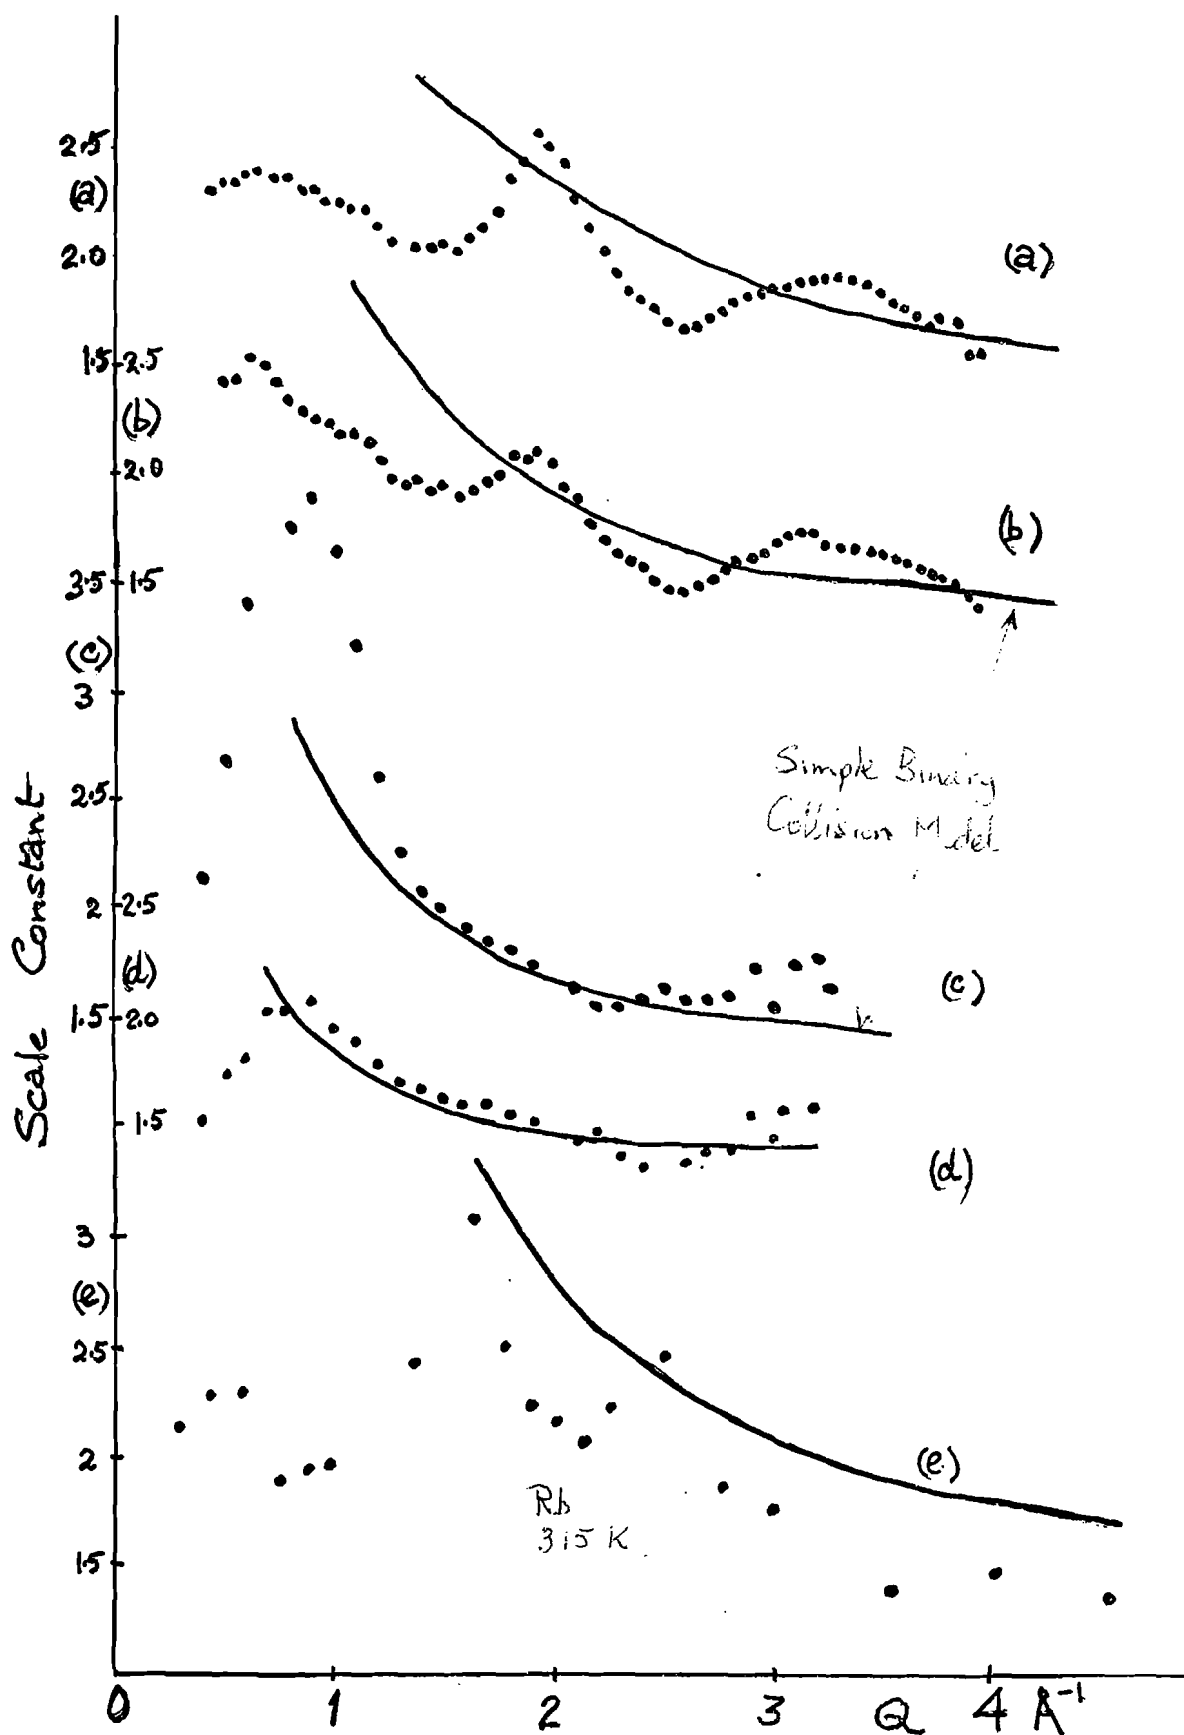 2.5
(a)
2.0
(a)
1.5 2.5
(b)
2.0
(b)
3.5 1.5
(c)
3
Simple Binary
Collision Model
2.5
Scale Constant
2 2.5
(d)
(c)
1.5 2.0
1.5
(d)
3
(e)
2.5
2
(e)
Rb
315 K
1.5
0 1 2 3 Q 4 Å⁻¹